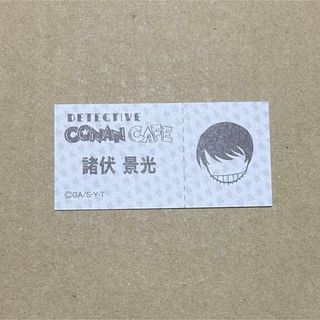 DETECTIVE
CONAN CAFE
諸伏 景光
©GA/S·Y·T